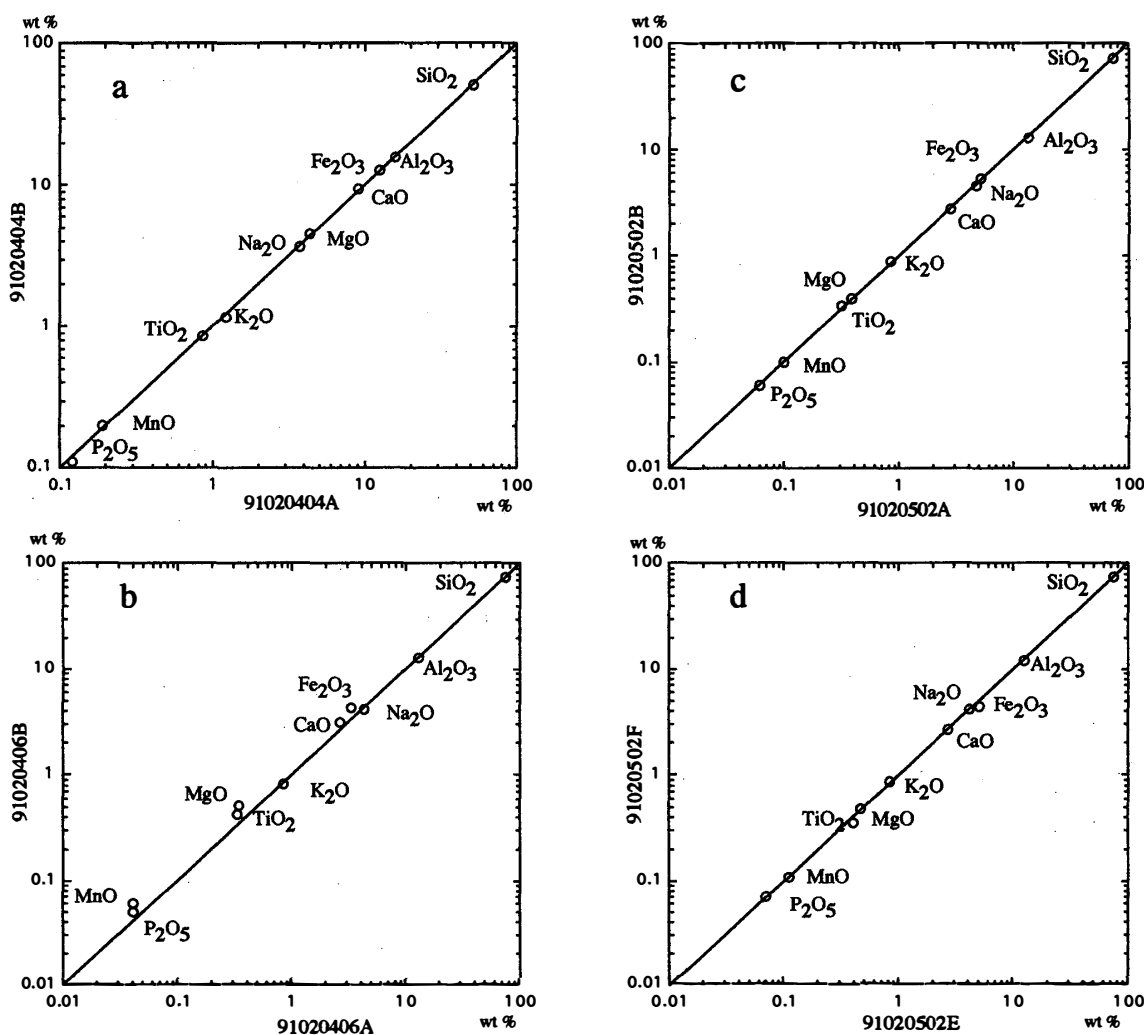 wt %
100
a
SiO2
Fe2O3
Al2O3
10
CaO
Na2O
MgO
91020404B
TiO2
K2O
1
MnO
P2O5
0.1
0.1
1
10
100
91020404A
wt %
wt %
100
c
SiO2
10
Al2O3
Fe2O3
Na2O
CaO
91020502B
1
K2O
MgO
TiO2
0.1
MnO
P2O5
0.01
0.01
0.1
1
10
100
91020502A
wt %
wt %
100
b
SiO2
10
Al2O3
Fe2O3
CaO
Na2O
91020406B
1
K2O
MgO
TiO2
0.1
MnO
P2O5
0.01
0.01
0.1
1
10
100
91020406A
wt %
wt %
100
d
SiO2
10
Al2O3
Na2O
Fe2O3
CaO
91020502F
1
K2O
TiO2
MgO
0.1
MnO
P2O5
0.01
0.01
0.1
1
10
100
91020502E
wt %